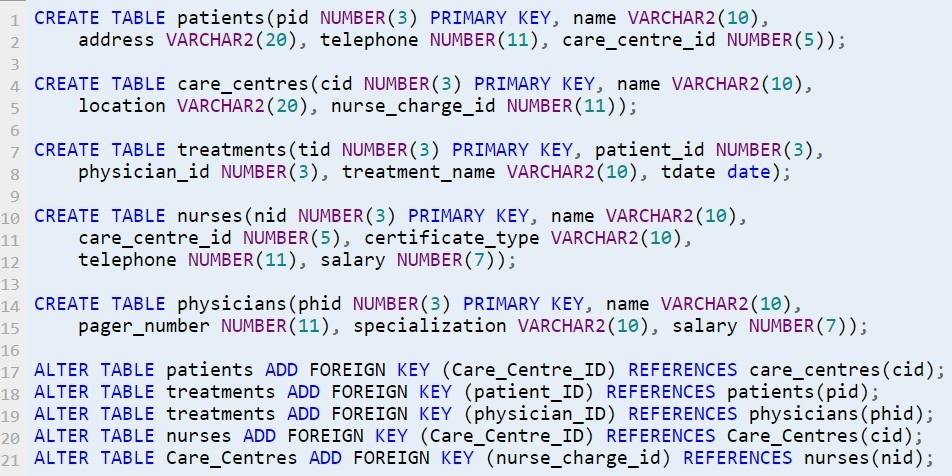 1 CREATE TABLE patients(pid NUMBER(3) PRIMARY KEY, name VARCHAR2(10),
2 address VARCHAR2(20), telephone NUMBER(11), care_centre_id NUMBER(5));
3
4 CREATE TABLE care_centres(cid NUMBER(3) PRIMARY KEY, name VARCHAR2(10),
5 location VARCHAR2(20), nurse_charge_id NUMBER(11));
6
7 CREATE TABLE treatments(tid NUMBER(3) PRIMARY KEY, patient_id NUMBER(3),
8 physician_id NUMBER(3), treatment_name VARCHAR2(10), tdate date);
9
10 CREATE TABLE nurses(nid NUMBER(3) PRIMARY KEY, name VARCHAR2(10),
11 care_centre_id NUMBER(5), certificate_type VARCHAR2(10),
12 telephone NUMBER(11), salary NUMBER(7));
13
14 CREATE TABLE physicians(phid NUMBER(3) PRIMARY KEY, name VARCHAR2(10),
15 pager_number NUMBER(11), specialization VARCHAR2(10), salary NUMBER(7));
16
17 ALTER TABLE patients ADD FOREIGN KEY (Care_Centre_ID) REFERENCES care_centres(cid);
18 ALTER TABLE treatments ADD FOREIGN KEY (patient_ID) REFERENCES patients(pid);
19 ALTER TABLE treatments ADD FOREIGN KEY (physician_ID) REFERENCES physicians(phid);
20 ALTER TABLE nurses ADD FOREIGN KEY (Care_Centre_ID) REFERENCES Care_Centres(cid);
21 ALTER TABLE Care_Centres ADD FOREIGN KEY (nurse_charge_id) REFERENCES nurses(nid);